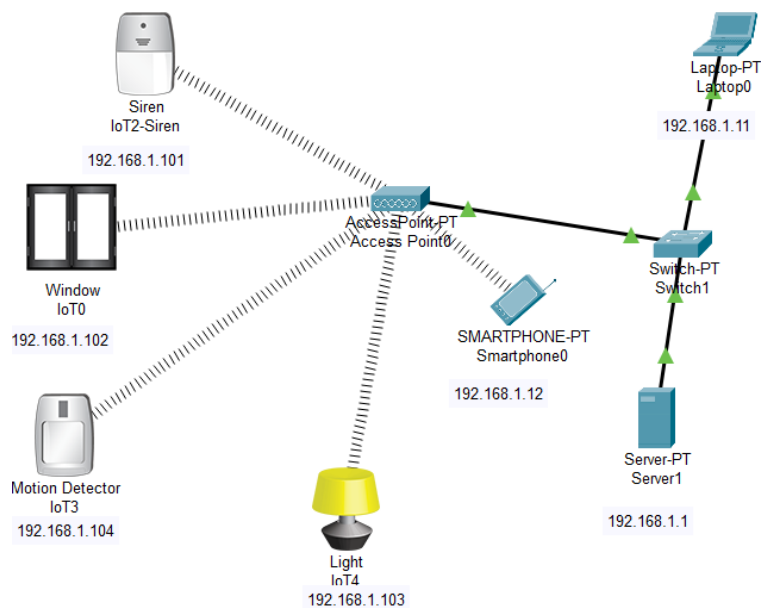 Siren
IoT2-Siren
192.168.1.101
Window
IoT0
192.168.1.102
Motion Detector
IoT3
192.168.1.104
Light
IoT4
192.168.1.103
AccessPoint-PT
Access Point0
SMARTPHONE-PT
Smartphone0
192.168.1.12
Laptop-PT
Laptop0
192.168.1.11
Switch-PT
Switch1
Server-PT
Server1
192.168.1.1